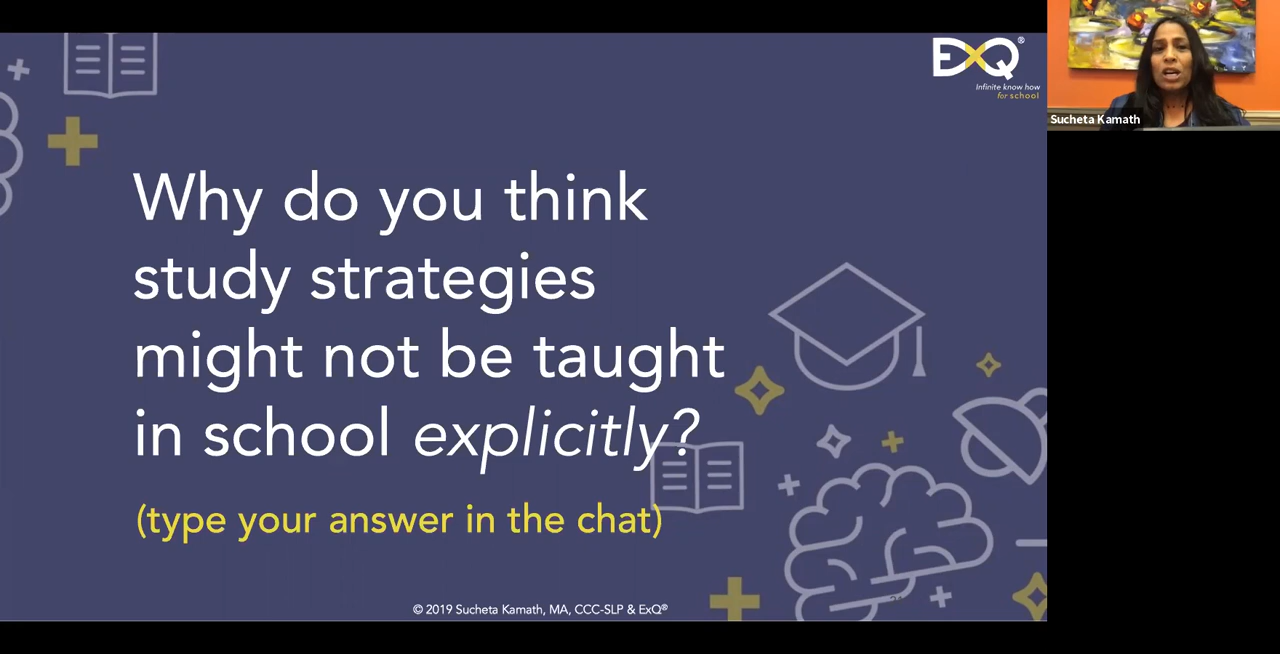 EXQ®
Infinite know how
for school
Sucheta Kamath
Why do you think
study strategies
might not be taught
in school explicitly?
(type your answer in the chat)
© 2019 Sucheta Kamath, MA, CCC-SLP & ExQ®